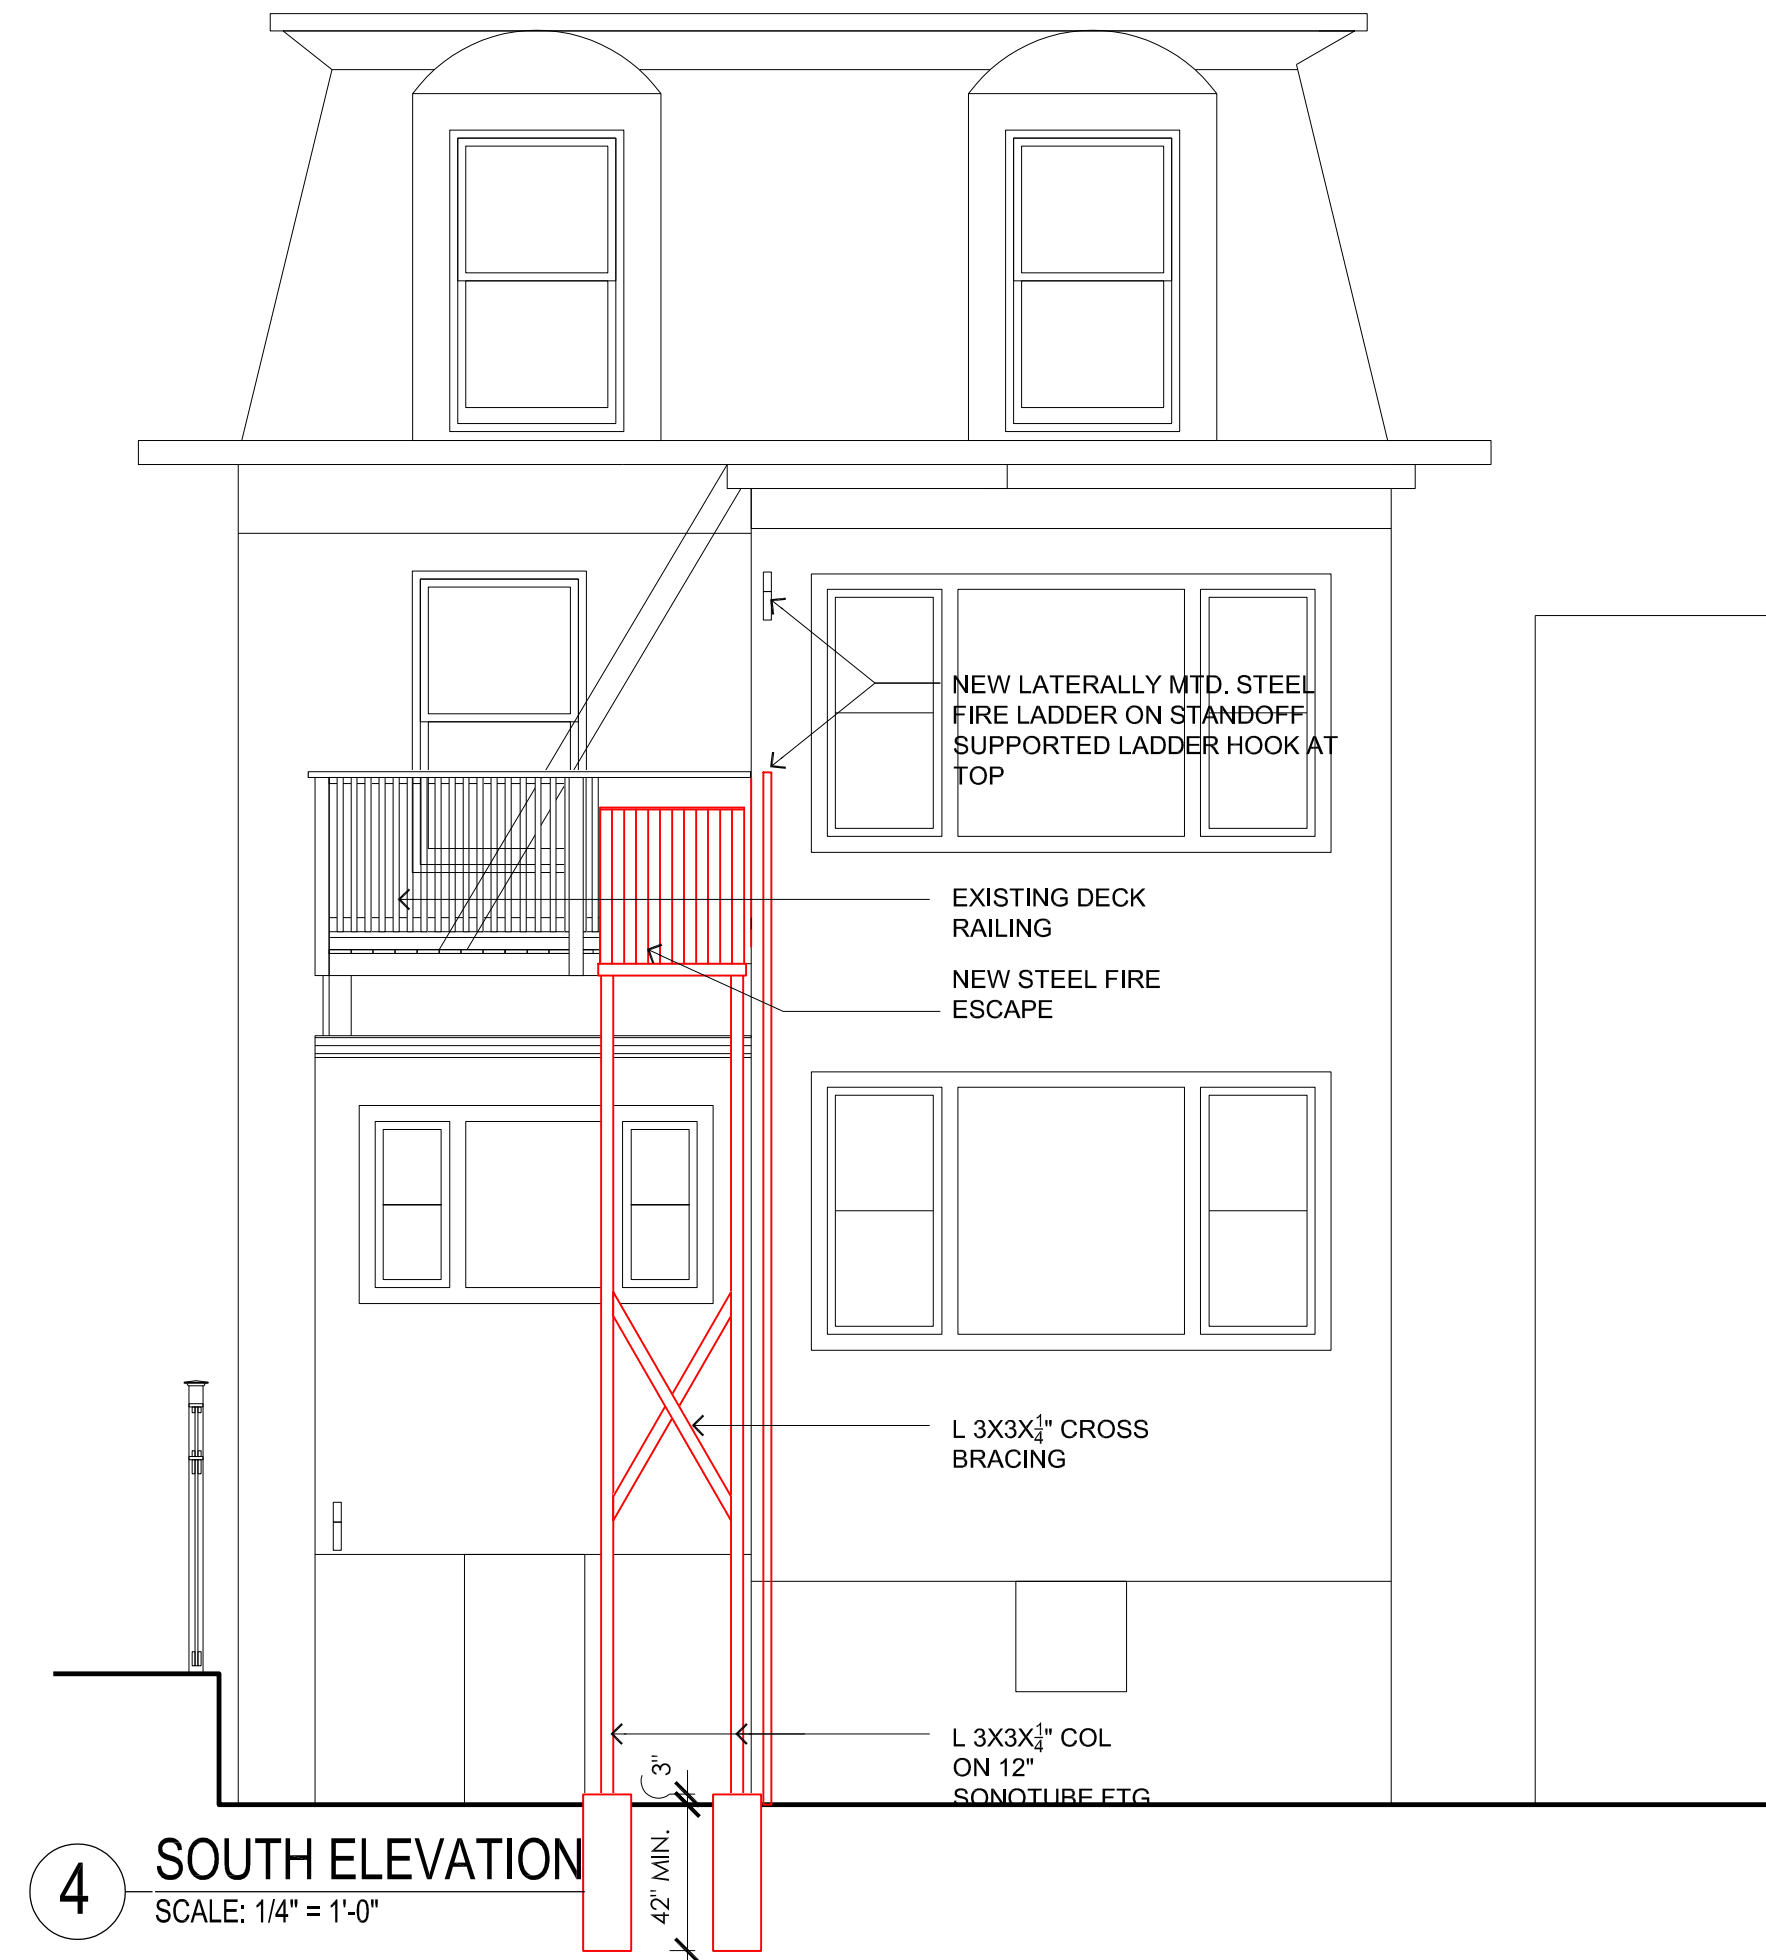 NEW LATERALLY MTD. STEEL
FIRE LADDER ON STANDOFF
SUPPORTED LADDER HOOK AT
TOP
EXISTING DECK
RAILING
NEW STEEL FIRE
ESCAPE
L 3X3X1/4" CROSS
BRACING
L 3X3X1/4" COL
ON 12"
SONOTUBE FTG
3"
42" MIN.
4
SOUTH ELEVATION
SCALE: 1/4" = 1'-0"